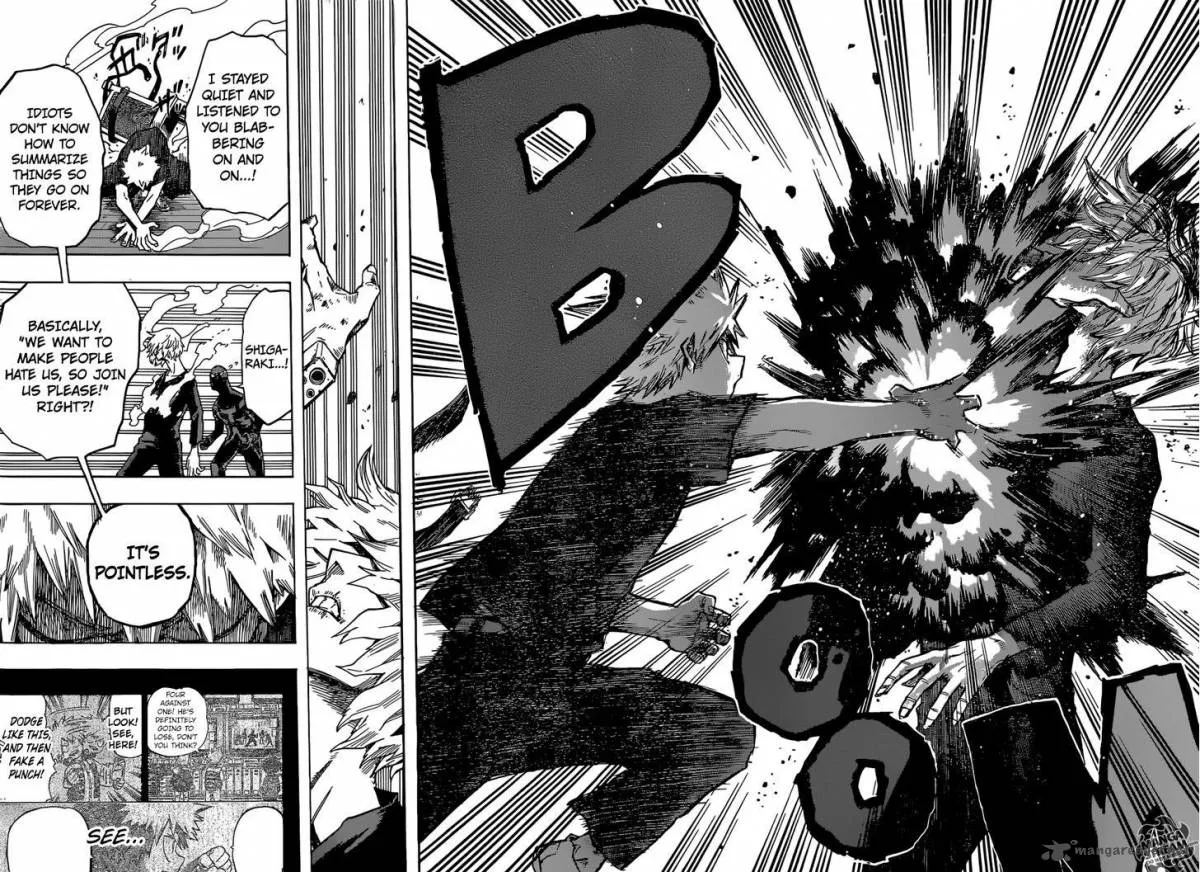 BOOM
I STAYED
QUIET AND
LISTENED TO
YOU BLAB-
BERING
ON AND
ON...!
IDIOTS
DON'T KNOW
HOW TO
SUMMARIZE
THINGS SO
THEY GO ON
FOREVER.
SHIGA-
RAKI...!
BASICALLY,
"WE WANT TO
MAKE PEOPLE
HATE US, SO JOIN
US PLEASE!"
RIGHT?!
IT'S
POINTLESS.
FOUR
AGAINST
ONE! HE'S
DEFINITELY
GOING TO
LOSE, DON'T
YOU THINK?
BUT
LOOK!
SEE,
HERE!
DODGE
LIKE THIS,
AND THEN
FAKE A
PUNCH!
SEE...